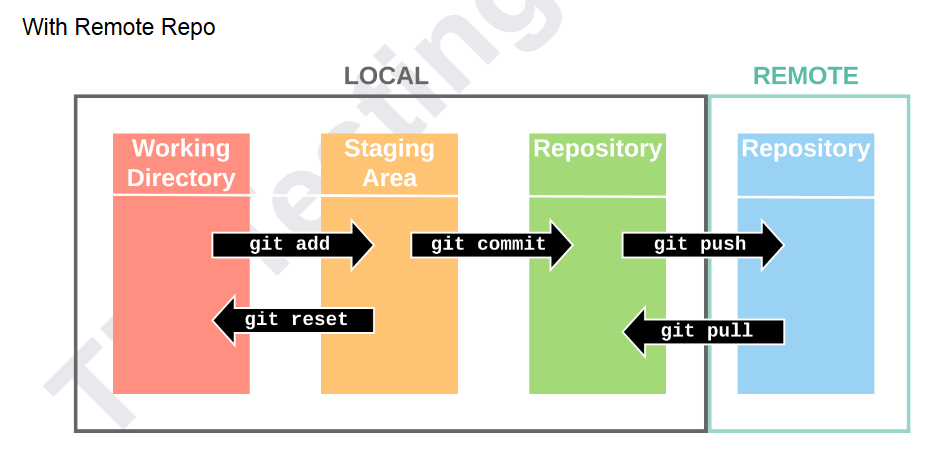 With Remote Repo
LOCAL
REMOTE
Working
Directory
Staging
Area
Repository
Repository
git add
git commit
git push
git reset
git pull
Testing